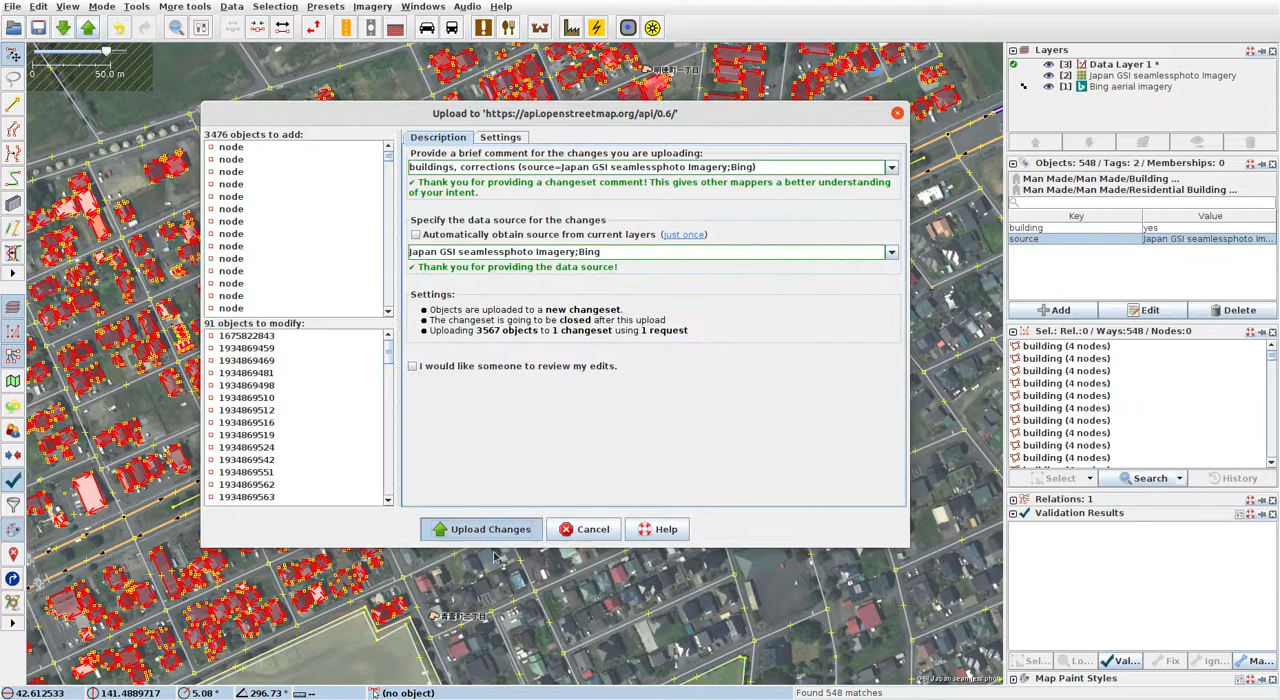 File Edit View Mode Tools More tools Data Selection Presets Imagery Windows Audio Help
0 50.0 m
Upload to 'https://api.openstreetmap.org/api/0.6/'
3476 objects to add:
node
node
node
node
node
node
node
node
node
node
node
node
node
node
91 objects to modify:
1675822843
1934869459
1934869469
1934869481
1934869498
1934869510
1934869512
1934869516
1934869519
1934869524
1934869542
1934869551
1934869562
1934869563
Description Settings
Provide a brief comment for the changes you are uploading:
buildings, corrections (source=Japan GSI seamlessphoto Imagery;Bing)
✔ Thank you for providing a changeset comment! This gives other mappers a better understanding
of your intent.
Specify the data source for the changes
Automatically obtain source from current layers (just once)
Japan GSI seamlessphoto Imagery;Bing
✔ Thank you for providing the data source!
Settings:
Objects are uploaded to a new changeset.
The changeset is going to be closed after this upload
Uploading 3567 objects to 1 changeset using 1 request
I would like someone to review my edits.
Upload Changes Cancel Help
Layers
[3] Data Layer 1 *
[2] Japan GSI seamlessphoto Imagery
[1] Bing aerial imagery
Objects: 548 / Tags: 2 / Memberships: 0
Man Made/Man Made/Building ...
Man Made/Man Made/Residential Building ...
Key Value
building yes
source Japan GSI seamlessphoto Im...
Add Edit Delete
Sel.: Rel.:0 / Ways:548 / Nodes:0
building (4 nodes)
building (4 nodes)
building (4 nodes)
building (4 nodes)
building (4 nodes)
building (4 nodes)
building (4 nodes)
building (4 nodes)
building (4 nodes)
building (4 nodes)
Select Search History
Relations: 1
Validation Results
Sel... Lo... Val... Fix Ign... Ma...
Map Paint Styles
42.612533 141.4889717 5.08 ° 296.73° -- (no object) Found 548 matches